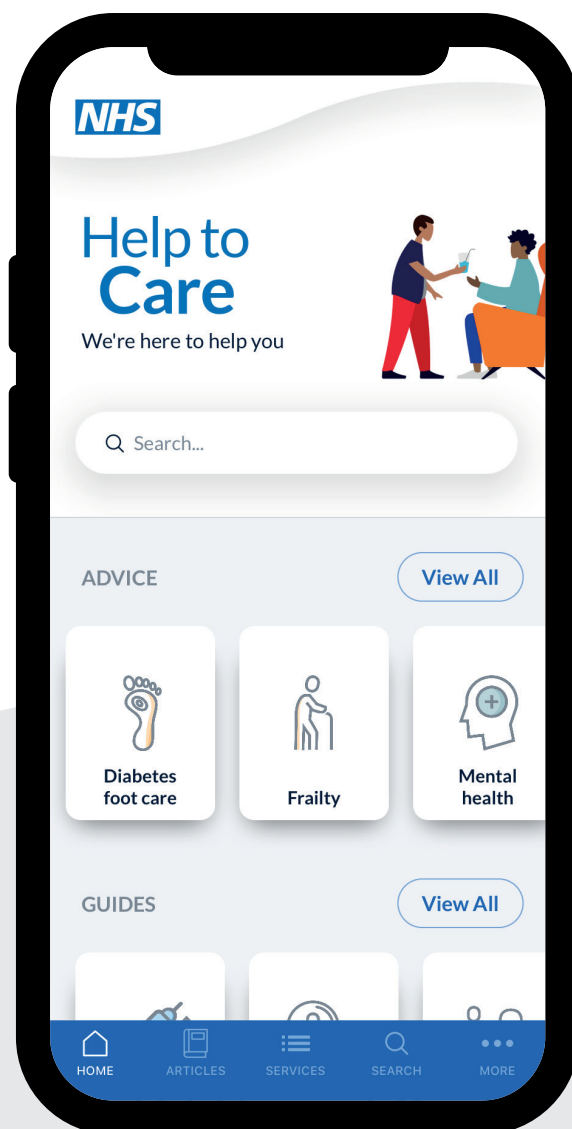 NHS
Help to
Care
We're here to help you
Search...
ADVICE
View All
Diabetes
foot care
Frailty
Mental
health
GUIDES
View All
HOME
ARTICLES
SERVICES
SEARCH
MORE